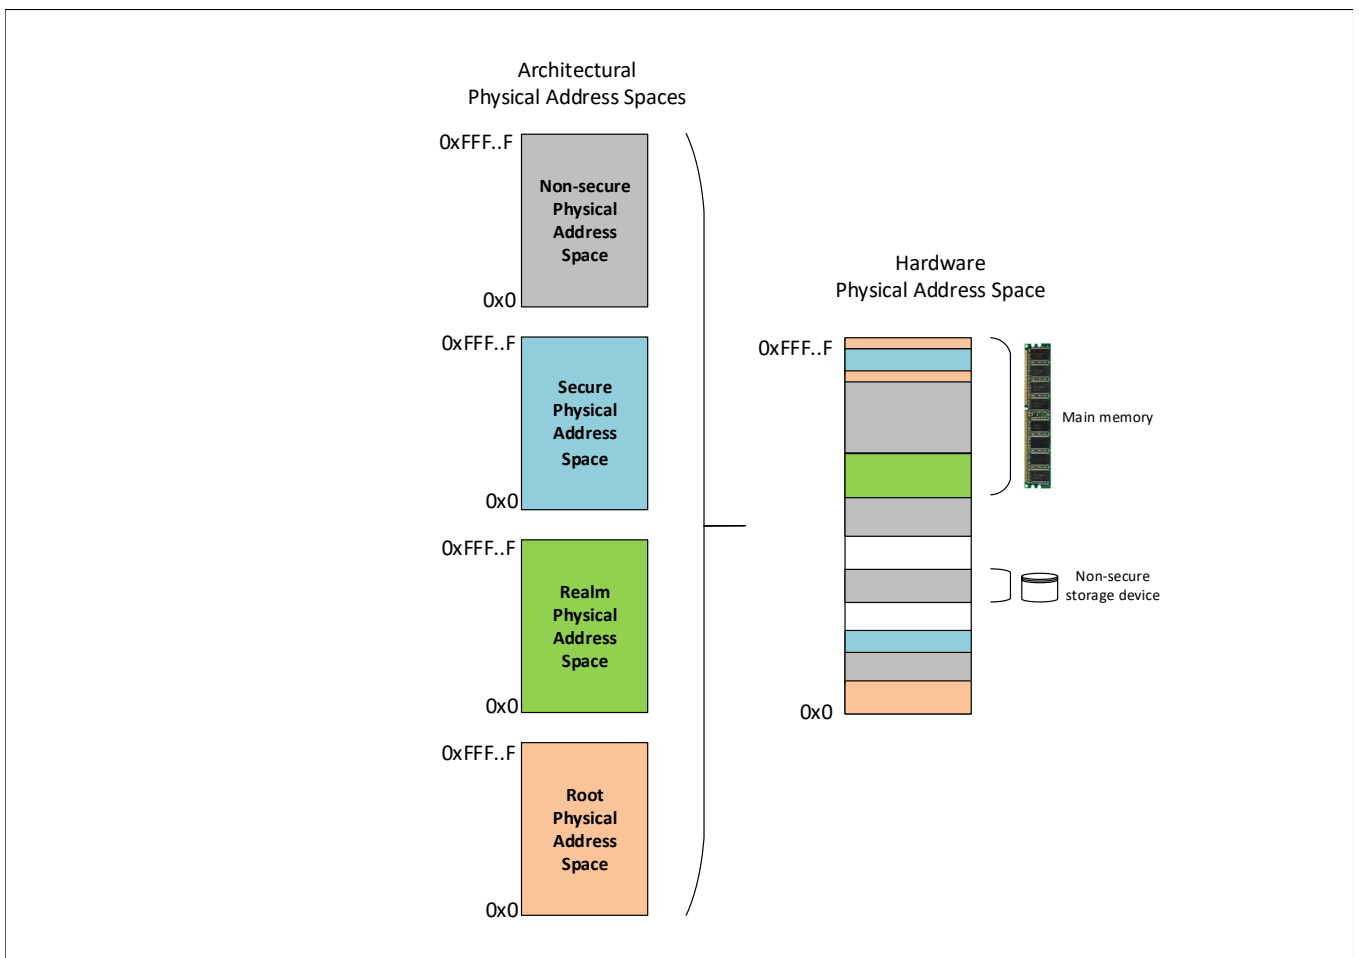 Architectural
Physical Address Spaces
0xFFF..F
Non-secure
Physical
Address
Space
0x0
0xFFF..F
Secure
Physical
Address
Space
0x0
0xFFF..F
Realm
Physical
Address
Space
0x0
0xFFF..F
Root
Physical
Address
Space
0x0
Hardware
Physical Address Space
0xFFF..F
Main memory
Non-secure
storage device
0x0